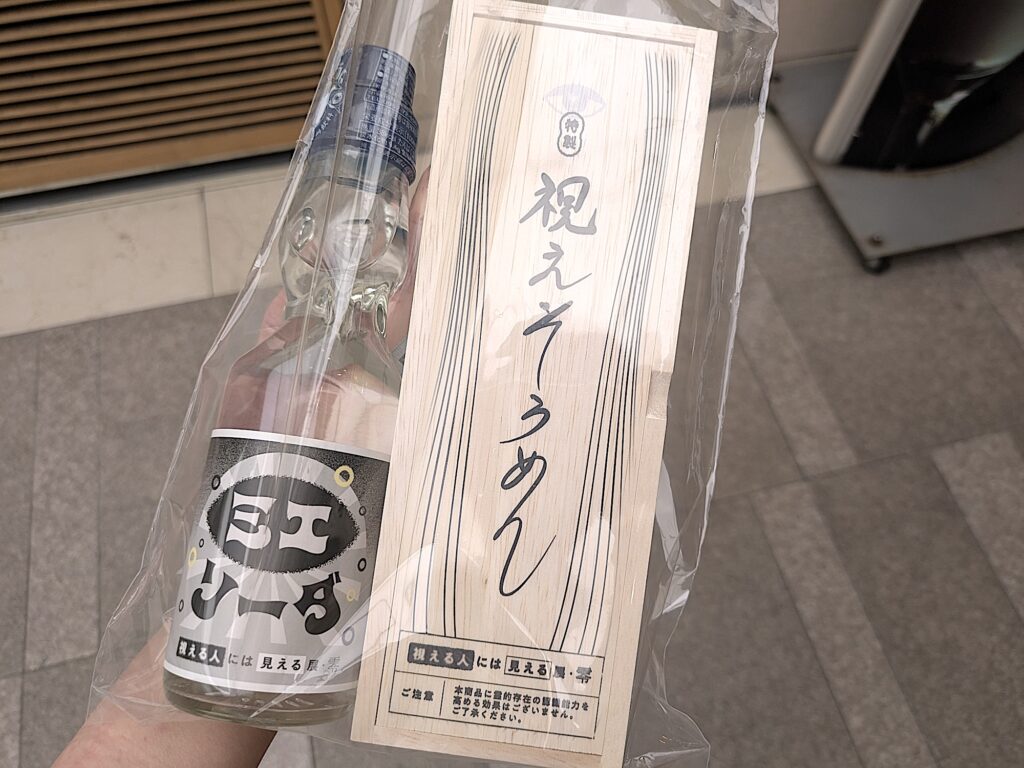 ミエ
ソーダ
視える人には見える展・零
特製
視えそうめん
視える人には見える展・零
ご注意
本商品に霊的存在の認識能力を
高める効果はございません。
ご了承ください。